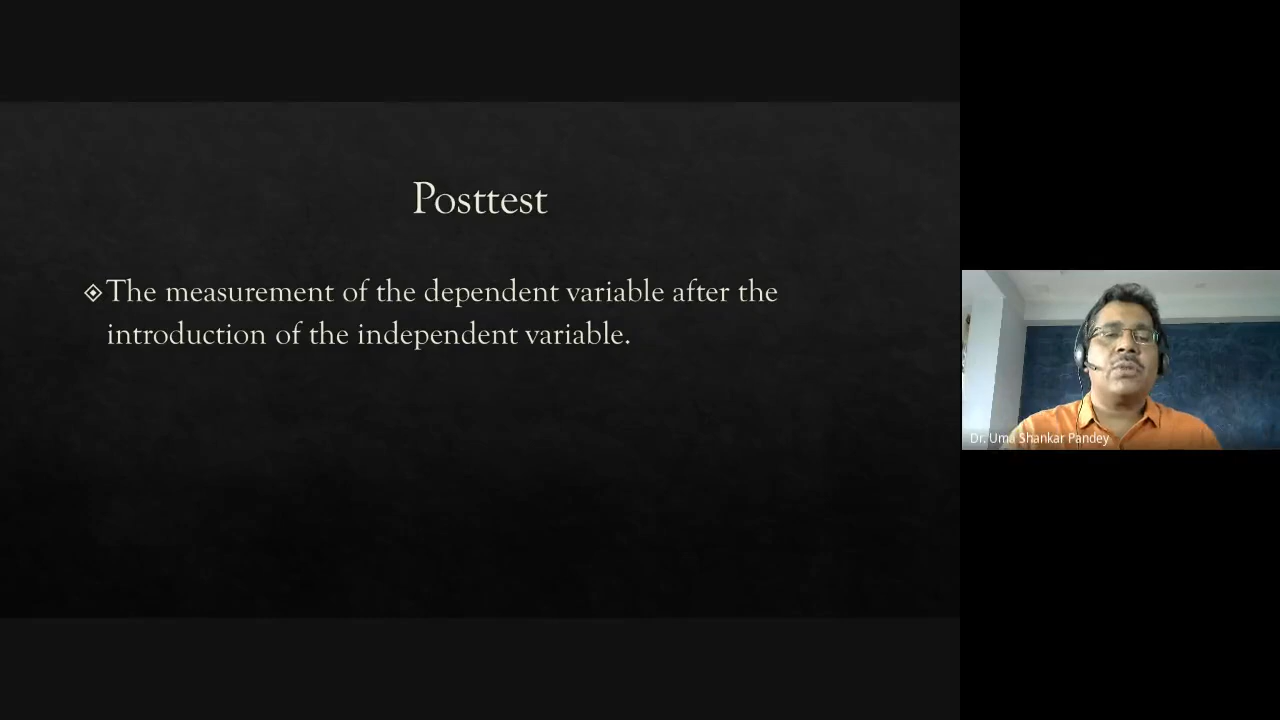 Posttest
The measurement of the dependent variable after the
introduction of the independent variable.
Dr. Uma Shankar Pandey